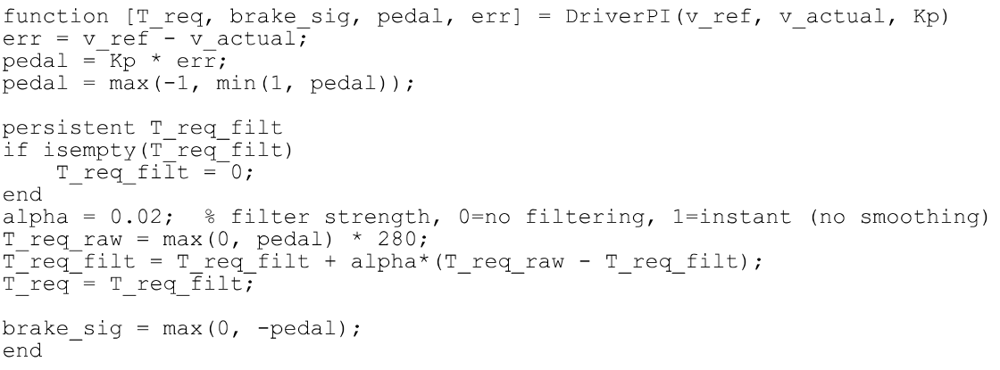 function [T_req, brake_sig, pedal, err] = DriverPI(v_ref, v_actual, Kp)
err = v_ref - v_actual;
pedal = Kp * err;
pedal = max(-1, min(1, pedal));
persistent T_req_filt
if isempty(T_req_filt)
    T_req_filt = 0;
end
alpha = 0.02;  % filter strength, 0=no filtering, 1=instant (no smoothing)
T_req_raw = max(0, pedal) * 280;
T_req_filt = T_req_filt + alpha*(T_req_raw - T_req_filt);
T_req = T_req_filt;
brake_sig = max(0, -pedal);
end